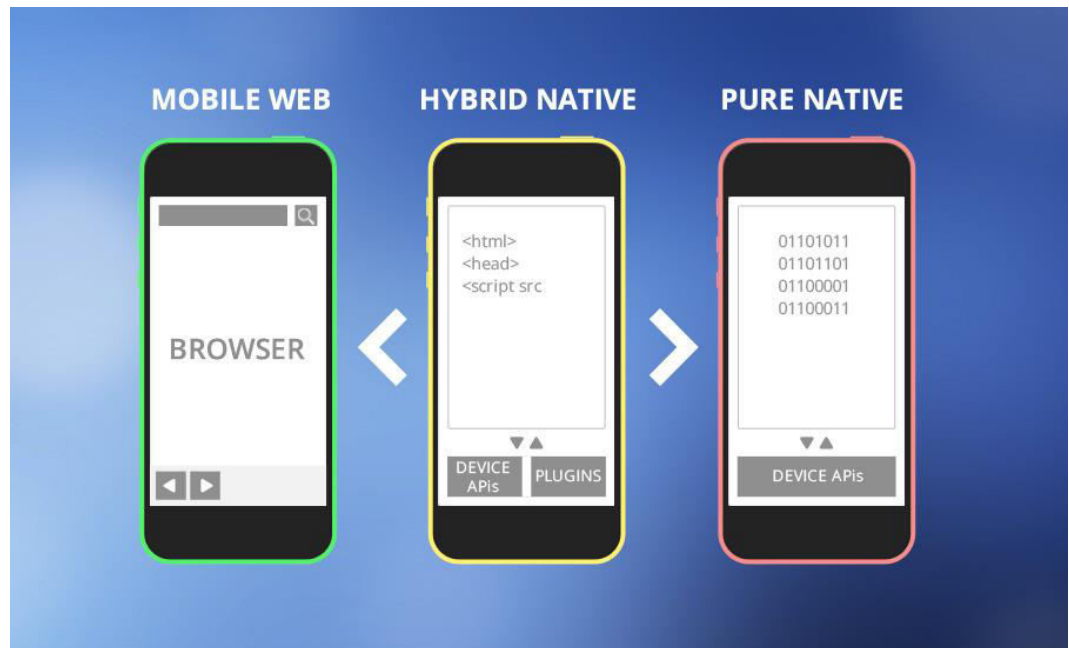 MOBILE WEB
HYBRID NATIVE
PURE NATIVE
BROWSER
<html>
<head>
<script src
DEVICE
APis
PLUGINS
01101011
01101101
01100001
01100011
DEVICE APis